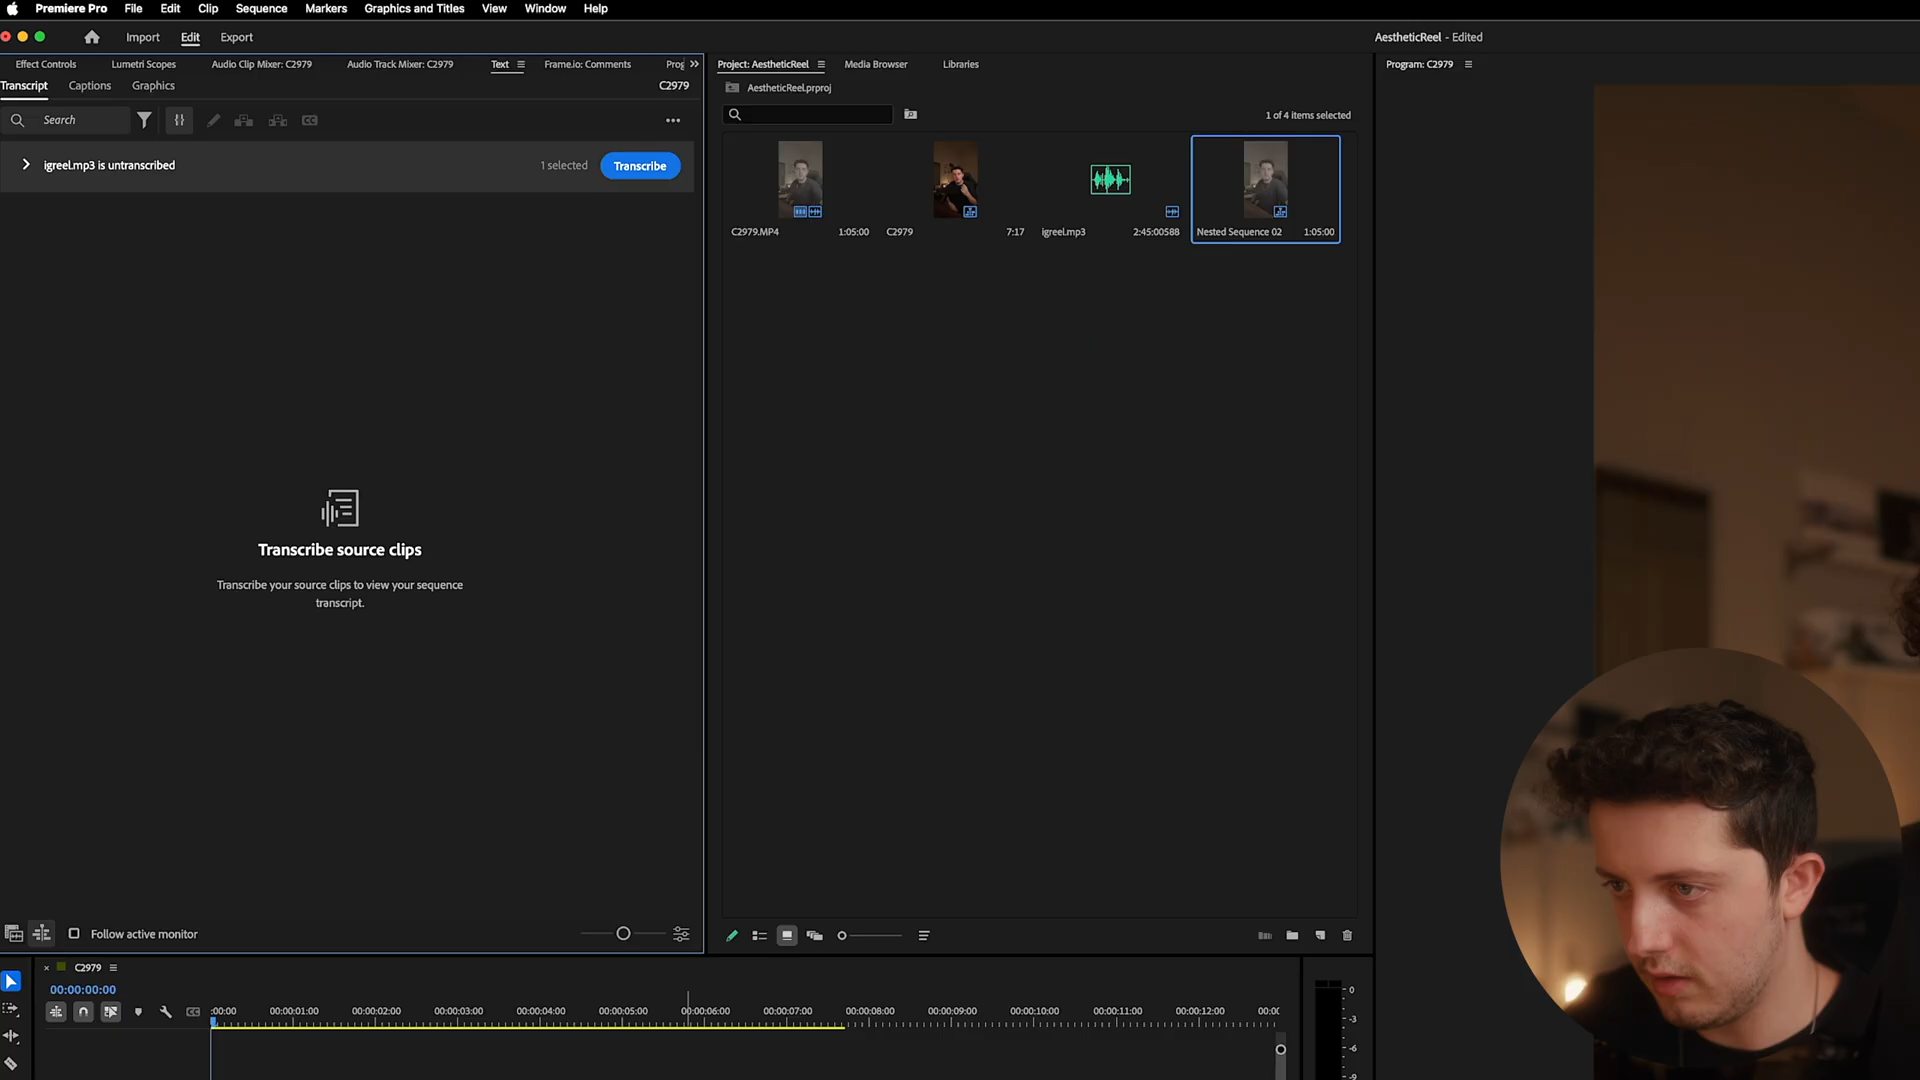 Premiere Pro File Edit Clip Sequence Markers Graphics and Titles View Window Help
Import Edit Export
AestheticReel - Edited
Effect Controls Lumetri Scopes Audio Clip Mixer: C2979 Audio Track Mixer: C2979 Text Frame.io: Comments
Transcript Captions Graphics C2979
Search
igreel.mp3 is untranscribed 1 selected Transcribe
Transcribe source clips
Transcribe your source clips to view your sequence
transcript.
Follow active monitor
Project: AestheticReel Media Browser Libraries
AestheticReel.prproj
1 of 4 items selected
C2979.MP4 1:05:00 C2979 7:17 igreel.mp3 2:45:00588 Nested Sequence 02 1:05:00
Program: C2979
× C2979
00:00:00:00
:00:00 00:00:01:00 00:00:02:00 00:00:03:00 00:00:04:00 00:00:05:00 00:00:06:00 00:00:07:00 00:00:08:00 00:00:09:00 00:00:10:00 00:00:11:00 00:00:12:00
0
-3
-6
-9